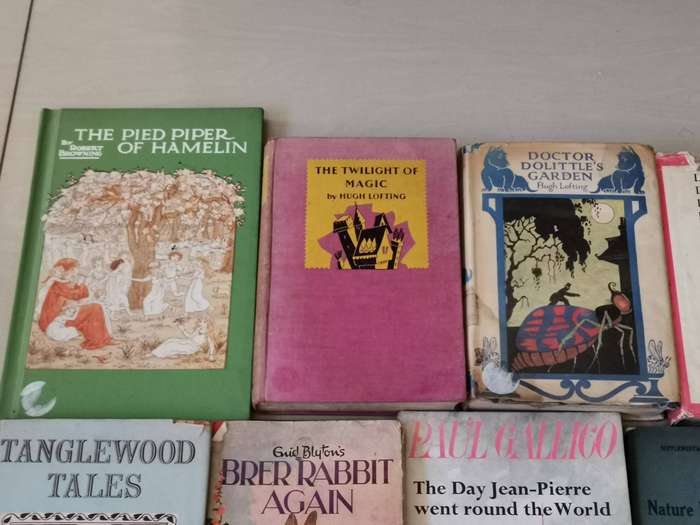 THE PIED PIPER
BY ROBERT BROWNING
OF HAMELIN
THE TWILIGHT OF
MAGIC
by HUGH LOFTING
DOCTOR
DOLITTLE'S
GARDEN
Hugh Lofting
TANGLEWOOD
TALES
Enid Blyton's
BRER RABBIT
AGAIN
PAUL GALLICO
The Day Jean-Pierre
went round the World
Nature